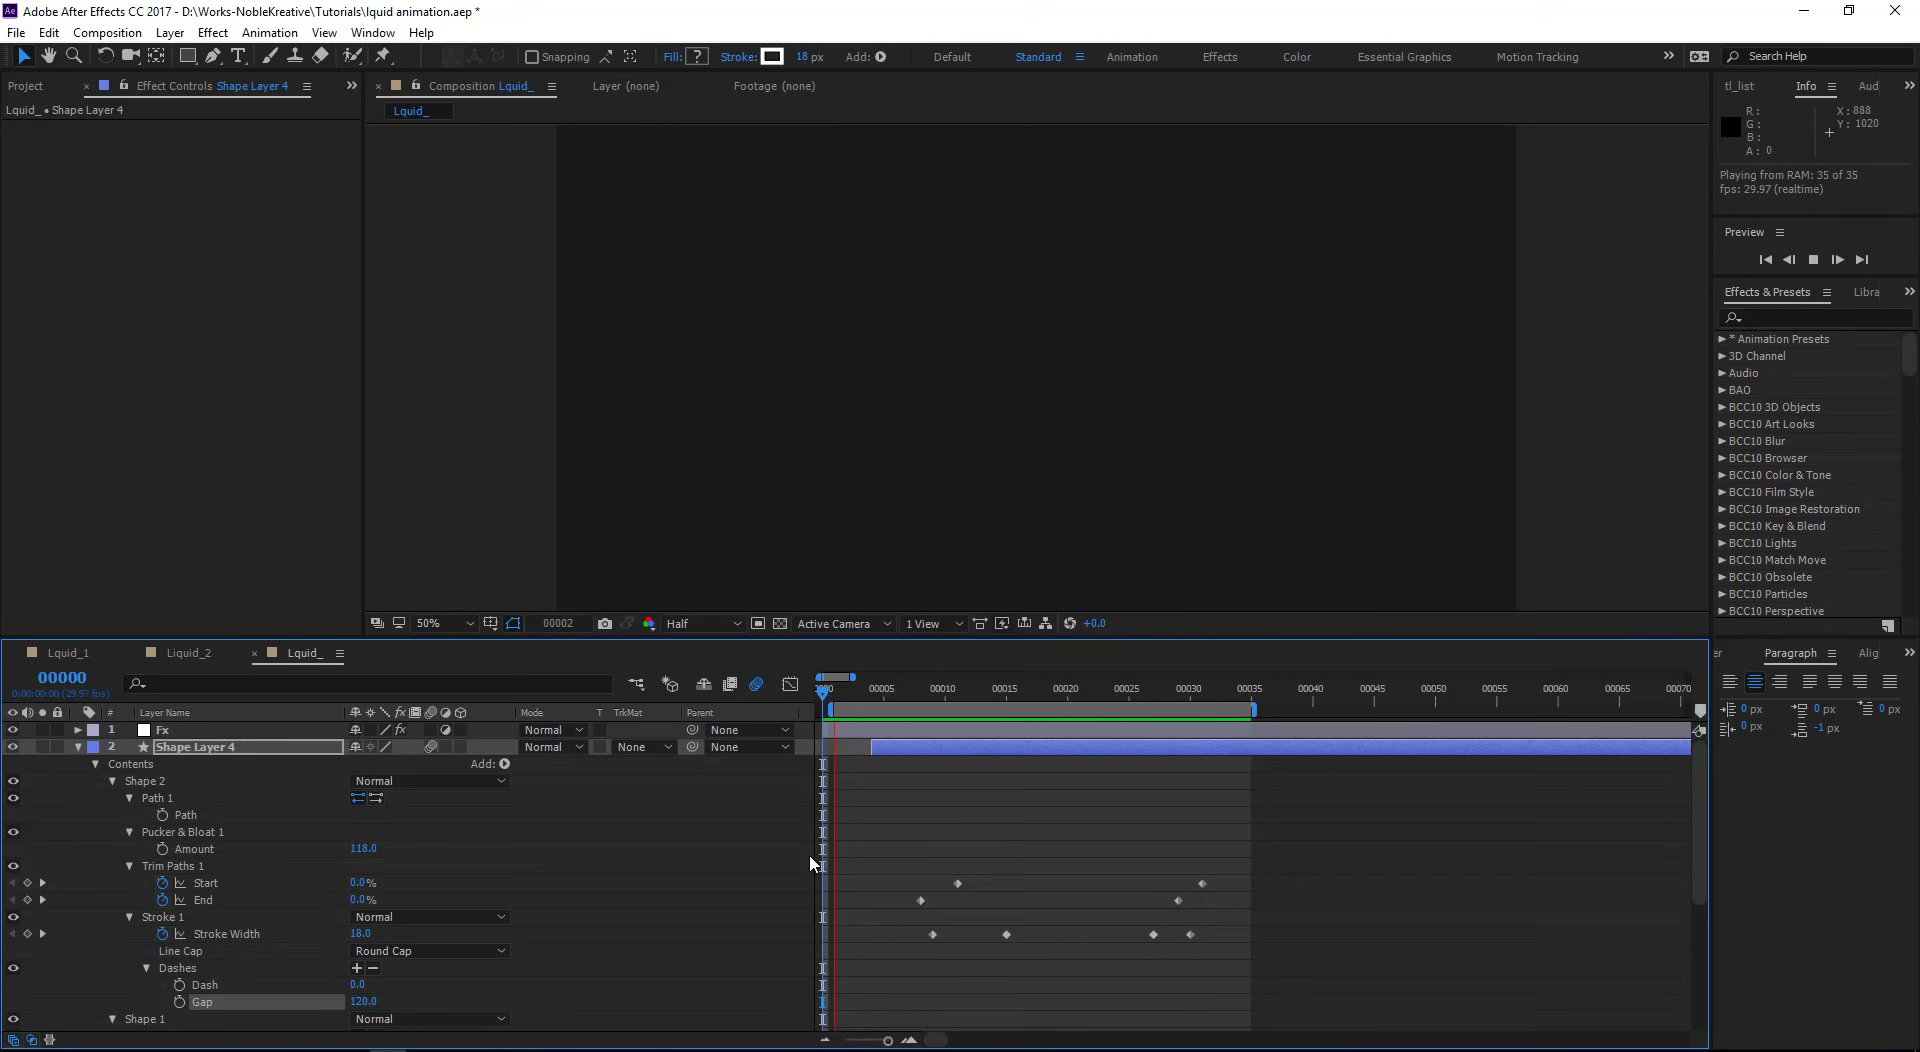 Adobe After Effects CC 2017 - D:\Works-NobleKreative\Tutorials\lquid animation.aep *
File Edit Composition Layer Effect Animation View Window Help
Snapping Fill: ? Stroke: 18 px Add: Default Standard Animation Effects Color Essential Graphics Motion Tracking Search Help
Project Effect Controls Shape Layer 4 Composition Lquid_ Layer (none) Footage (none) tl_list Info Aud
Lquid_ • Shape Layer 4 Lquid_
R: X: 888
G: Y: 1020
B:
A: 0
Playing from RAM: 35 of 35
fps: 29.97 (realtime)
Preview
Effects & Presets Libra
* Animation Presets
3D Channel
Audio
BAO
BCC10 3D Objects
BCC10 Art Looks
BCC10 Blur
BCC10 Browser
BCC10 Color & Tone
BCC10 Film Style
BCC10 Image Restoration
BCC10 Key & Blend
BCC10 Lights
BCC10 Match Move
BCC10 Obsolete
BCC10 Particles
BCC10 Perspective
50% 00002 Half Active Camera 1 View +0.0
Lquid_1 Liquid_2 Lquid_ er Paragraph Alig
00000
0:00:00:00 (29.97 fps)
00005 00010 00015 00020 00025 00030 00035 00040 00045 00050 00055 00060 00065 00070
0 px 0 px 0 px
0 px -1 px
# Layer Name Mode T TrkMat Parent
1 Fx Normal None
2 Shape Layer 4 Normal None None
Contents Add:
Shape 2 Normal
Path 1
Path
Pucker & Bloat 1
Amount 118.0
Trim Paths 1
Start 0.0%
End 0.0%
Stroke 1 Normal
Stroke Width 18.0
Line Cap Round Cap
Dashes
Dash 0.0
Gap 120.0
Shape 1 Normal